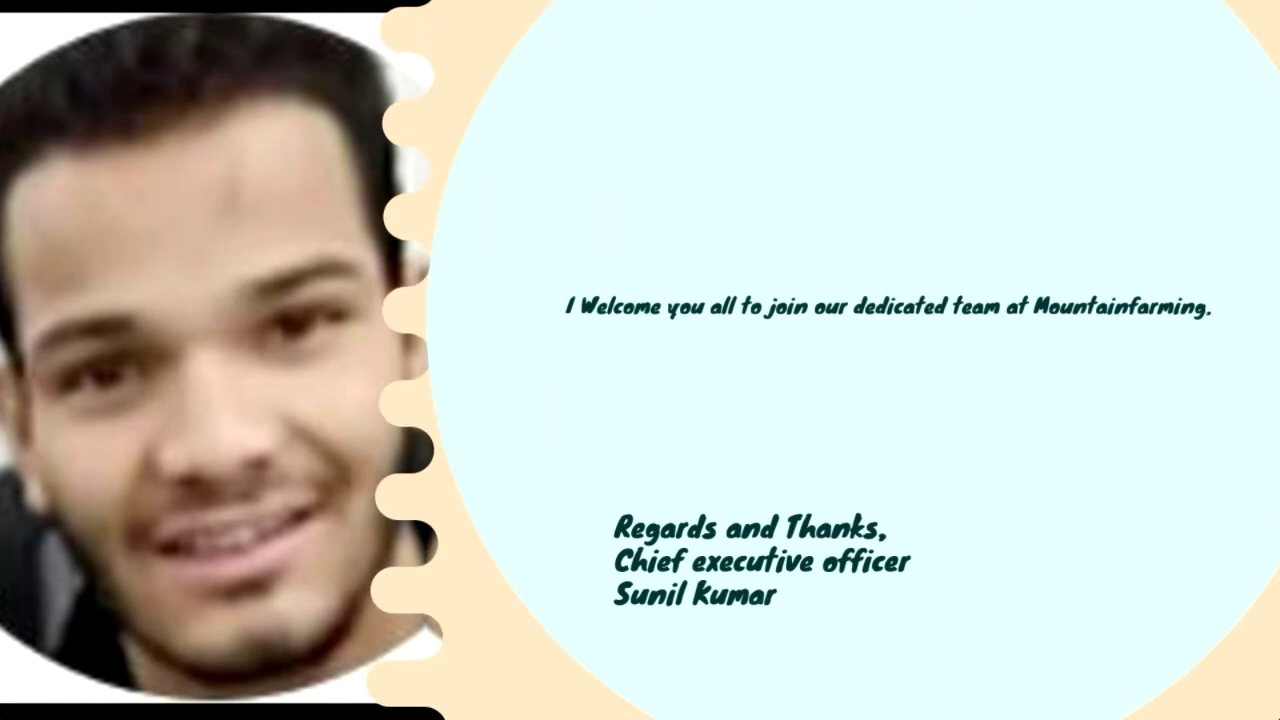 I Welcome you all to join our dedicated team at Mountainfarming.
Regards and Thanks,
Chief executive officer
Sunil Kumar